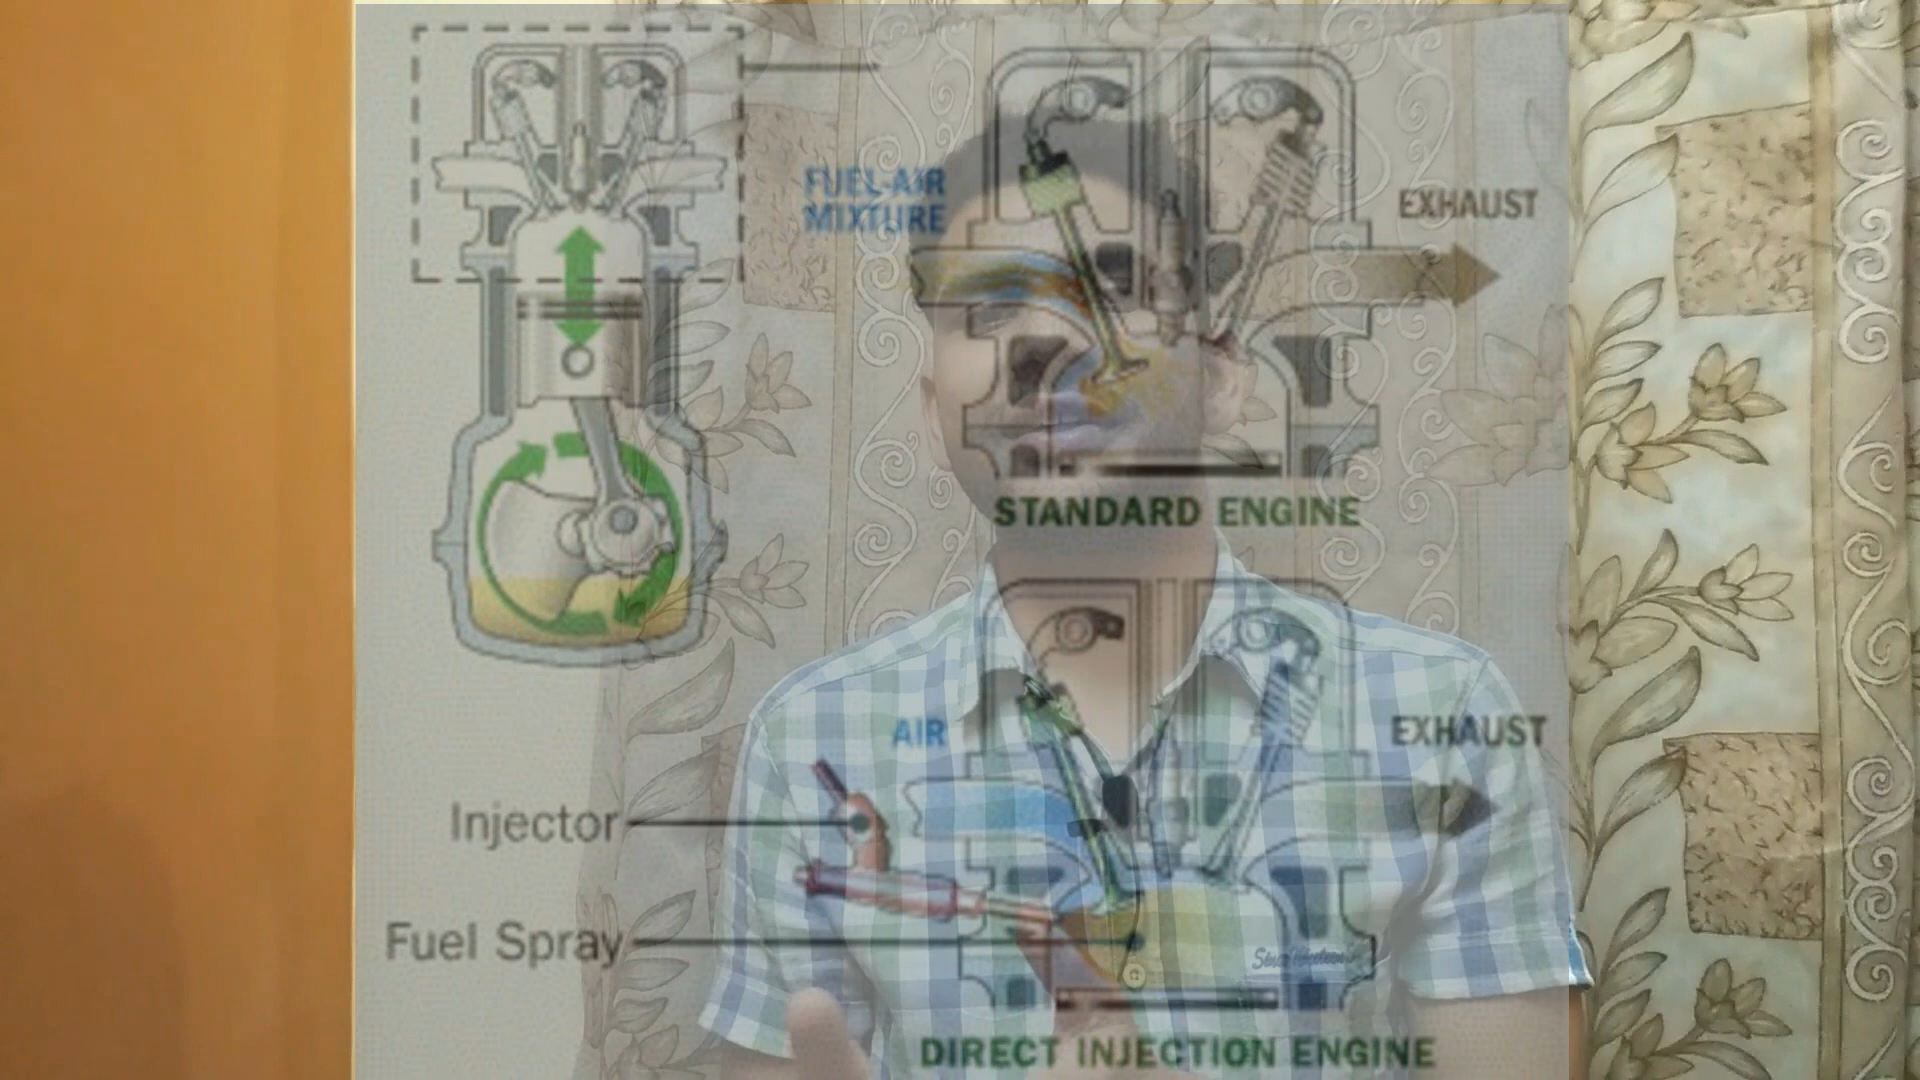 FUEL-AIR
MIXTURE
EXHAUST
STANDARD ENGINE
AIR
EXHAUST
Injector
Fuel Spray
DIRECT INJECTION ENGINE